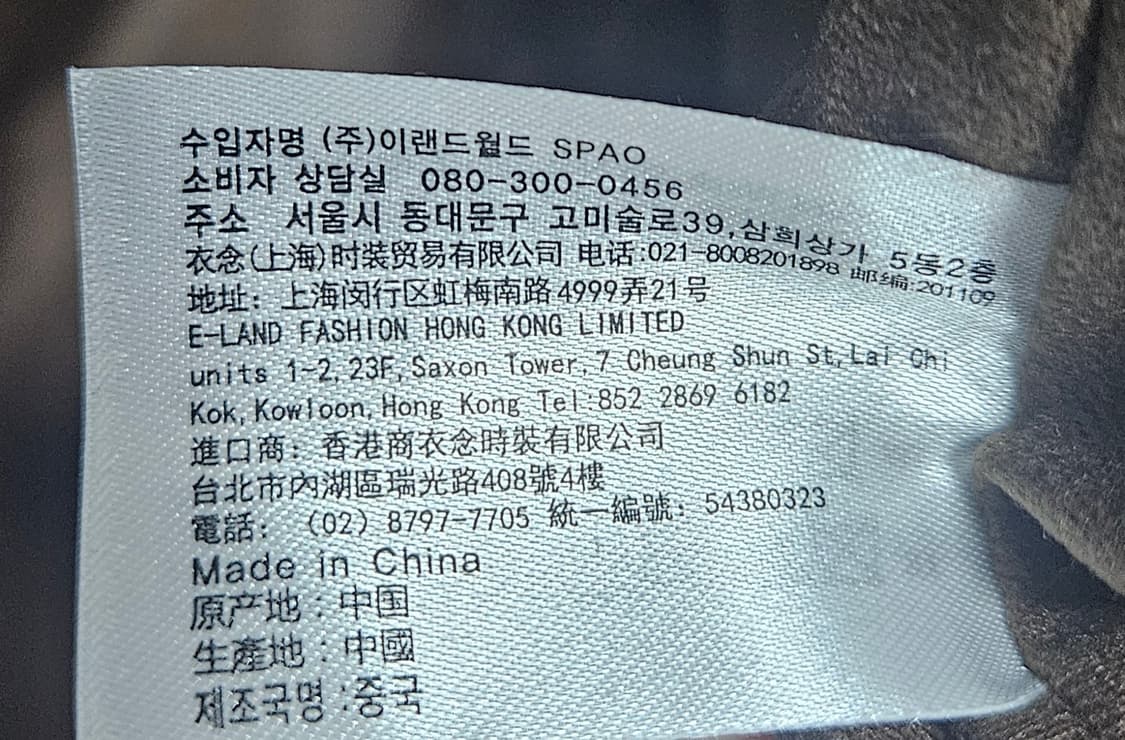 수입자명 (주)이랜드월드 SPAO
소비자 상담실 080-300-0456
주소 서울시 동대문구 고미술로39,삼희상가 5동2층
衣念(上海)时装贸易有限公司 电话:021-8008201898 邮编:201109
地址：上海闵行区虹梅南路4999弄21号
E-LAND FASHION HONG KONG LIMITED
units 1-2,23F,Saxon Tower,7 Cheung Shun St,Lai Chi
Kok,Kowloon,Hong Kong Tel:852 2869 6182
進口商：香港商衣念時裝有限公司
台北市內湖區瑞光路408號4樓
電話：（02）8797-7705 統一編號：54380323
Made in China
原产地：中国
生產地：中國
제조국명:중국